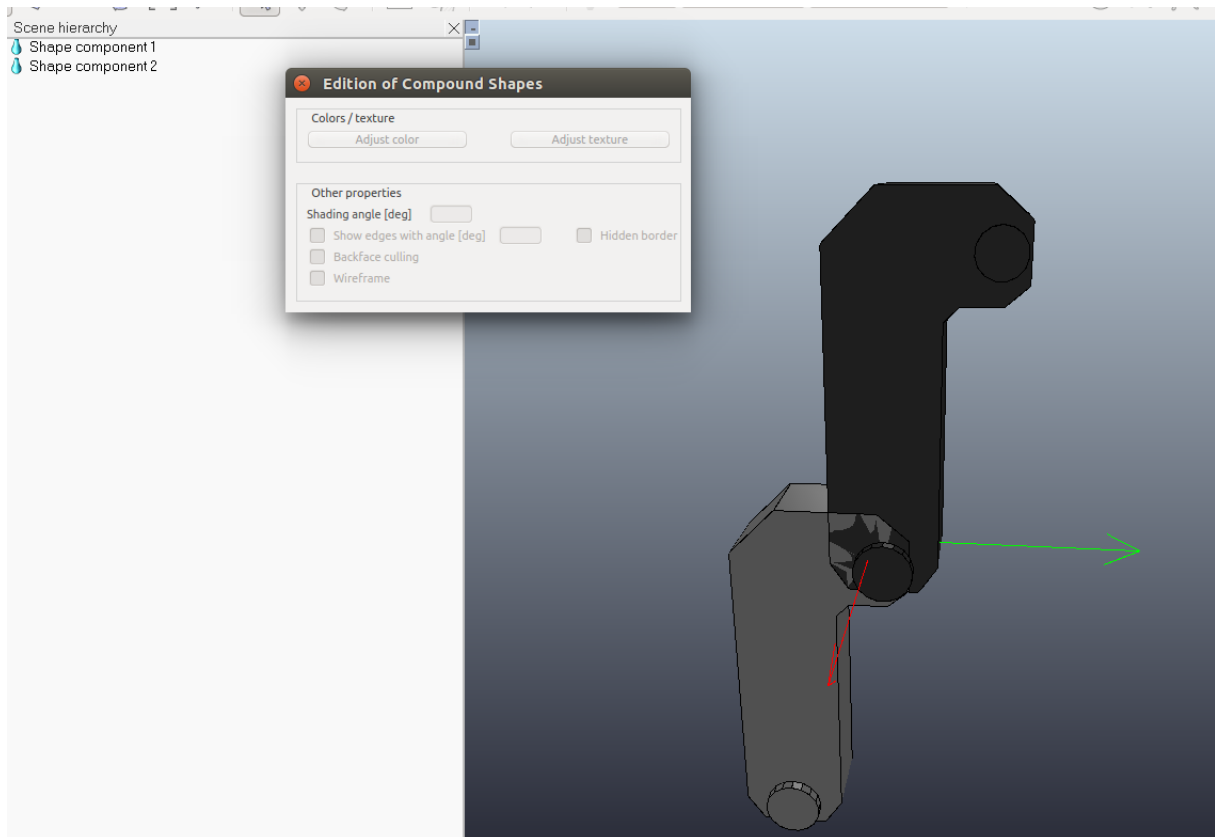 Scene hierarchy
Shape component 1
Shape component 2
Edition of Compound Shapes
Colors / texture
Adjust color Adjust texture
Other properties
Shading angle [deg]
Show edges with angle [deg] Hidden border
Backface culling
Wireframe